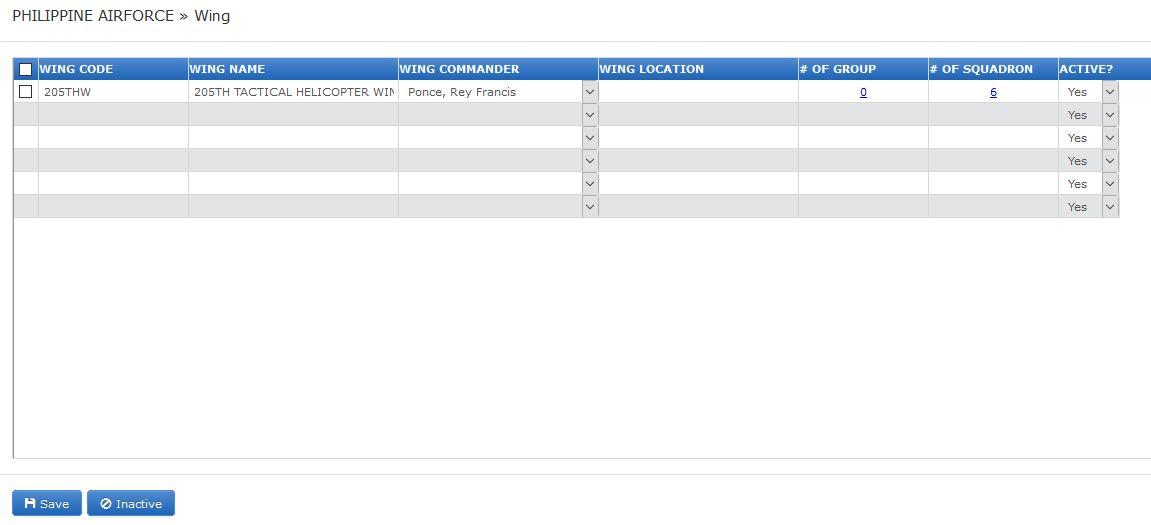 PHILIPPINE AIRFORCE » Wing
WING CODE WING NAME WING COMMANDER WING LOCATION # OF GROUP # OF SQUADRON ACTIVE?
205THW 205TH TACTICAL HELICOPTER WIN Ponce, Rey Francis 0 6 Yes
Yes
Yes
Yes
Yes
Yes
Save Inactive